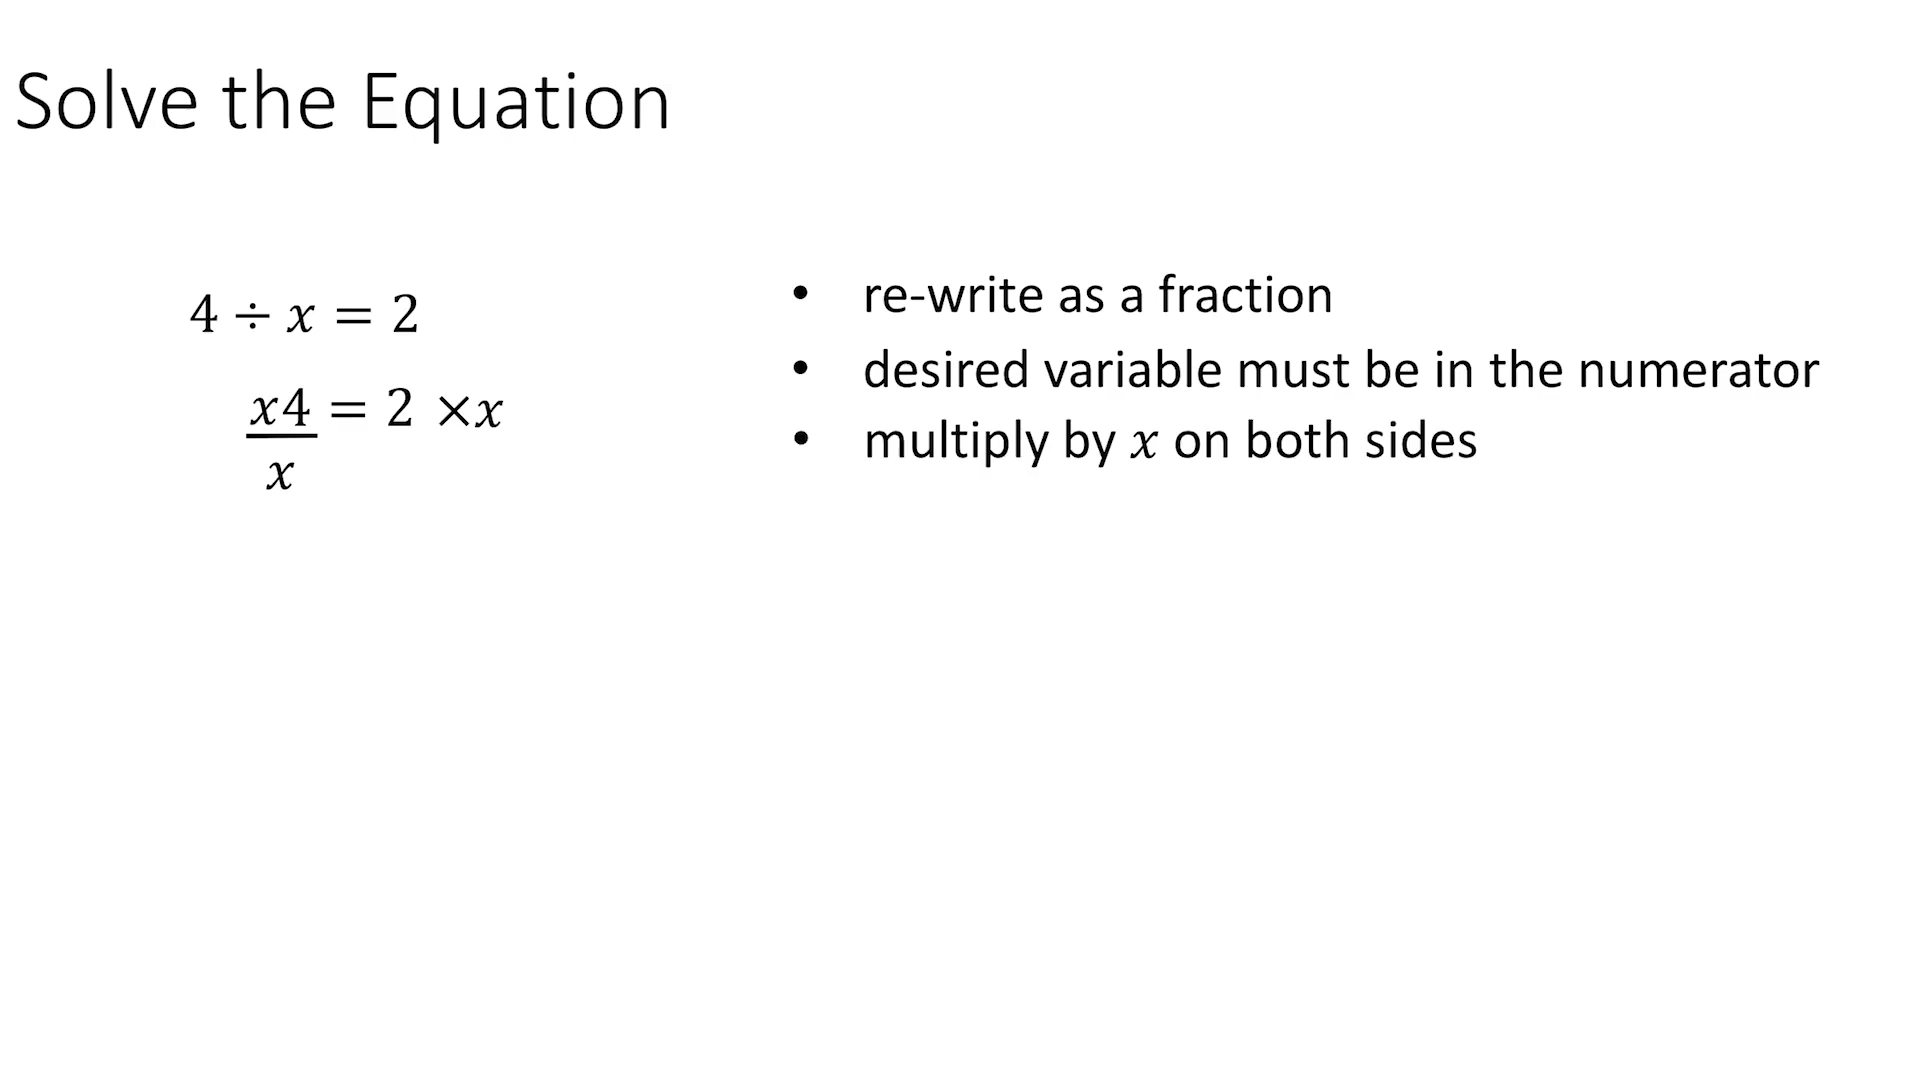 Solve the Equation
4 ÷ x = 2
x4 = 2 ×x
x
• re-write as a fraction
• desired variable must be in the numerator
• multiply by x on both sides